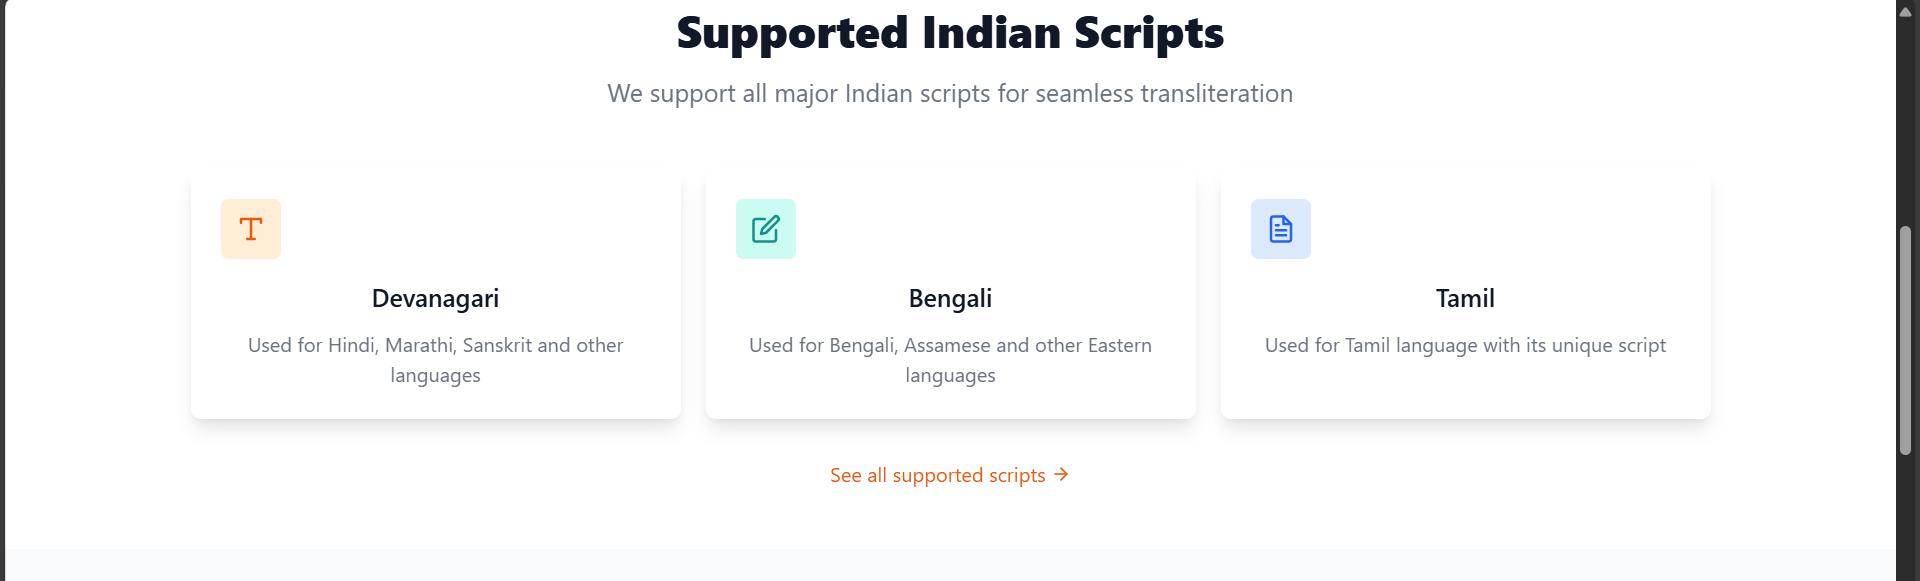 Supported Indian Scripts
We support all major Indian scripts for seamless transliteration
Devanagari
Used for Hindi, Marathi, Sanskrit and other
languages
Bengali
Used for Bengali, Assamese and other Eastern
languages
Tamil
Used for Tamil language with its unique script
See all supported scripts →